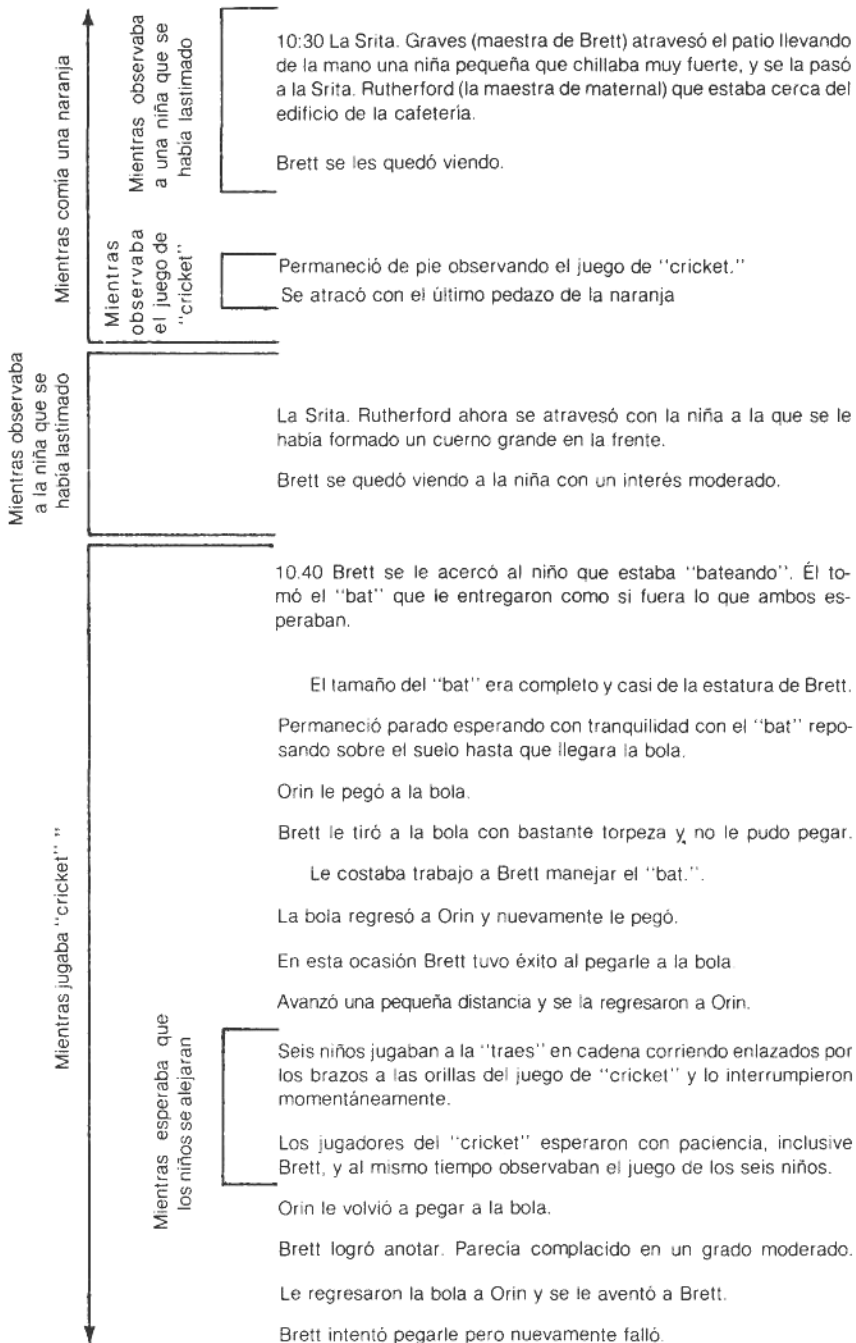 Mientras comía una naranja
Mientras observaba
a una niña que se
había lastimado
10:30 La Srita. Graves (maestra de Brett) atravesó el patio llevando
de la mano una niña pequeña que chillaba muy fuerte, y se la pasó
a la Srita. Rutherford (la maestra de maternal) que estaba cerca del
edificio de la cafetería.
Brett se les quedó viendo.
Mientras
observaba
el juego de
"cricket"
Permaneció de pie observando el juego de "cricket."
Se atracó con el último pedazo de la naranja
Mientras observaba
a la niña que se
había lastimado
La Srita. Rutherford ahora se atravesó con la niña a la que se le
había formado un cuerno grande en la frente.
Brett se quedó viendo a la niña con un interés moderado.
Mientras jugaba "cricket" "
10.40 Brett se le acercó al niño que estaba "bateando". Él to-
mó el "bat" que le entregaron como si fuera lo que ambos es-
peraban.
El tamaño del "bat" era completo y casi de la estatura de Brett.
Permaneció parado esperando con tranquilidad con el "bat" repo-
sando sobre el suelo hasta que llegara la bola.
Orin le pegó a la bola.
Brett le tiró a la bola con bastante torpeza y no le pudo pegar.
Le costaba trabajo a Brett manejar el "bat.".
La bola regresó a Orin y nuevamente le pegó.
En esta ocasión Brett tuvo éxito al pegarle a la bola
Avanzó una pequeña distancia y se la regresaron a Orin.
Mientras esperaba que
los niños se alejaran
Seis niños jugaban a la "traes" en cadena corriendo enlazados por
los brazos a las orillas del juego de "cricket" y lo interrumpieron
momentáneamente.
Los jugadores del "cricket" esperaron con paciencia, inclusive
Brett, y al mismo tiempo observaban el juego de los seis niños.
Orin le volvió a pegar a la bola.
Brett logró anotar. Parecía complacido en un grado moderado.
Le regresaron la bola a Orin y se le aventó a Brett.
Brett intentó pegarle pero nuevamente falló.